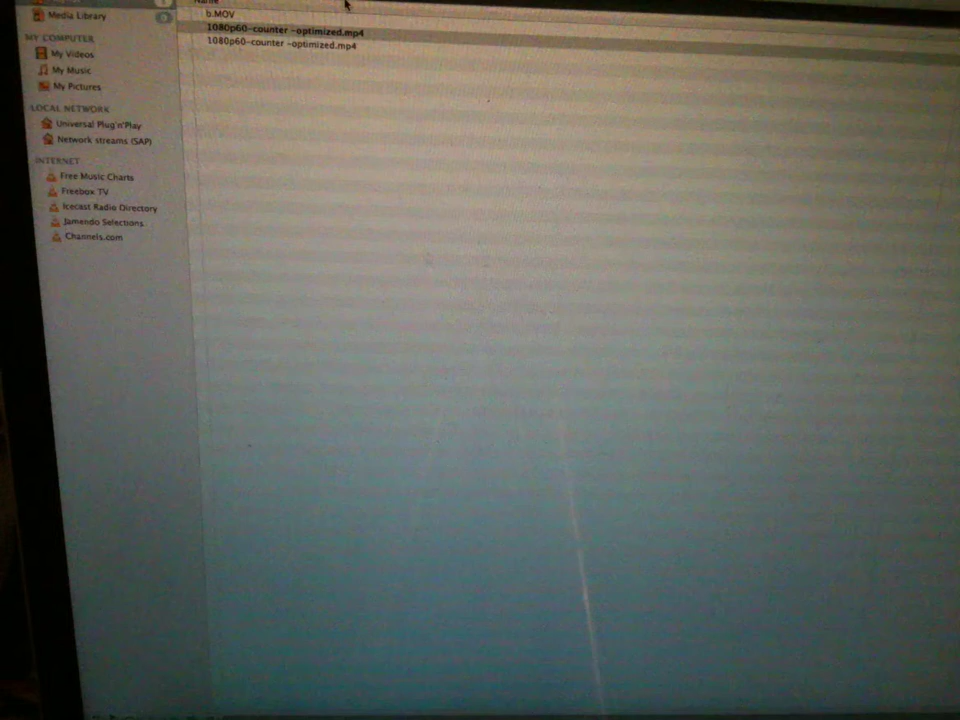 Name
b.MOV
1080p60-counter -optimized.mp4
1080p60-counter -optimized.mp4
Media Library
0
MY COMPUTER
My Videos
My Music
My Pictures
LOCAL NETWORK
Universal Plug'n'Play
Network streams (SAP)
INTERNET
Free Music Charts
Freebox TV
Icecast Radio Directory
Jamendo Selections
Channels.com